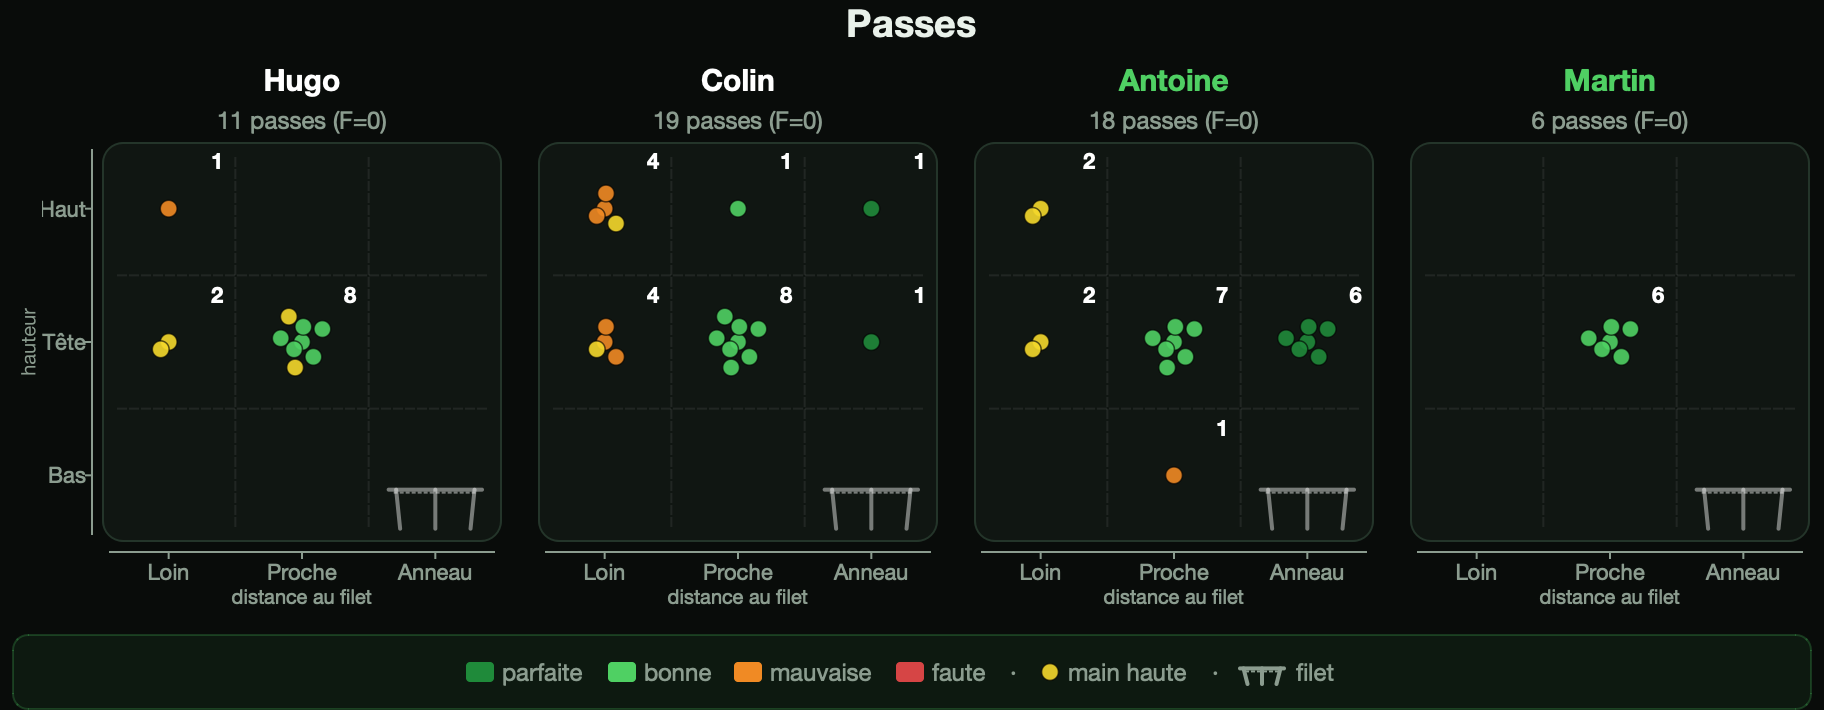 Passes
Hugo
11 passes (F=0)
Colin
19 passes (F=0)
Antoine
18 passes (F=0)
Martin
6 passes (F=0)
hauteur
Haut
Tête
Bas
1
2
8
Loin
Proche
Anneau
distance au filet
4
1
1
4
8
1
Loin
Proche
Anneau
distance au filet
2
2
7
6
1
Loin
Proche
Anneau
distance au filet
6
Loin
Proche
Anneau
distance au filet
parfaite
bonne
mauvaise
faute
· main haute
· filet